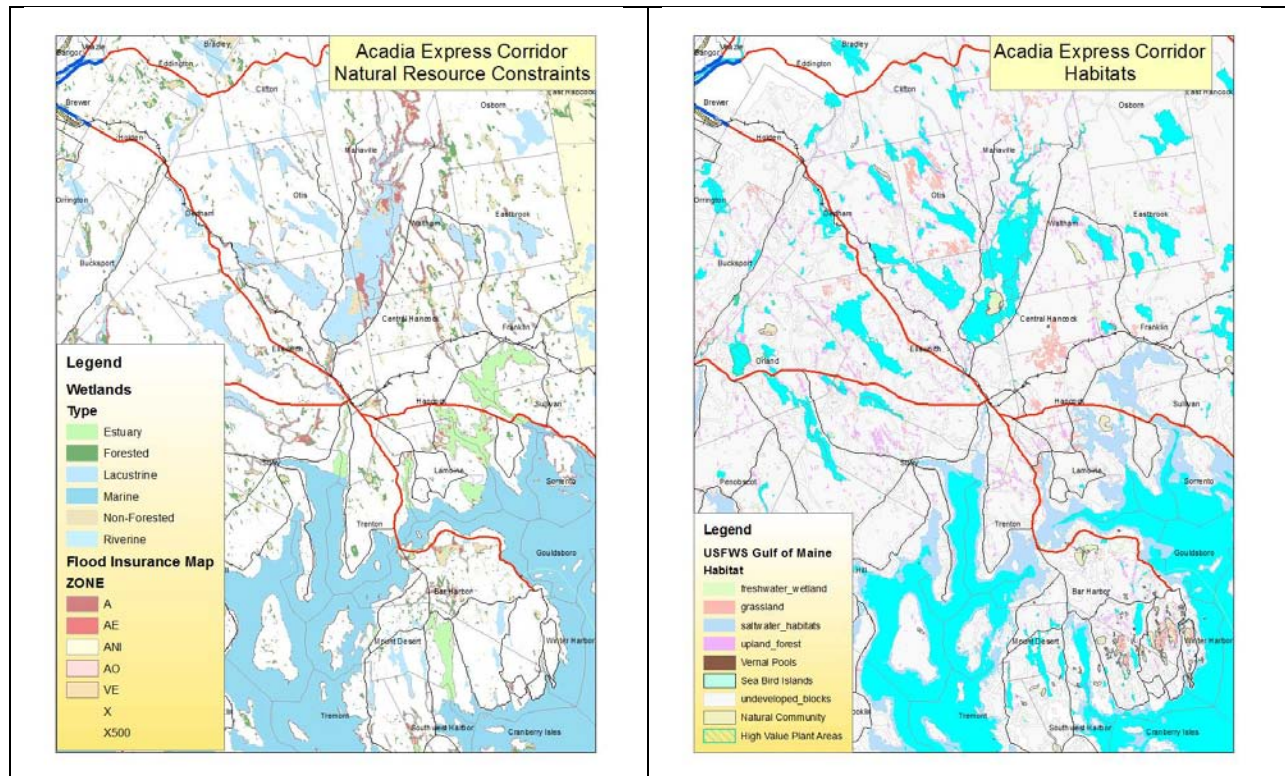 Acadia Express Corridor
Natural Resource Constraints
Veazie
Bangor
Bradley
Eddington
Clifton
East Hancock
Osborn
Brewer
Holden
Mariaville
Orrington
Otis
Dedham
Eastbrook
Waltham
Bucksport
Central Hancock
Franklin
Ellsworth
Hancock
Sullivan
Surry
Lamoine
Sorrento
Trenton
Gouldsboro
Bar Harbor
Mount Desert
Winter Harbor
Tremont
Southwest Harbor
Cranberry Isles
Legend
Wetlands
Type
Estuary
Forested
Lacustrine
Marine
Non-Forested
Riverine
Flood Insurance Map
ZONE
A
AE
ANI
AO
VE
X
X500
Acadia Express Corridor
Habitats
Veazie
Bangor
Bradley
Eddington
Clifton
East Hancock
Osborn
Brewer
Holden
Mariaville
Orrington
Otis
Dedham
Eastbrook
Waltham
Bucksport
Central Hancock
Franklin
Ellsworth
Orland
Hancock
Sullivan
Surry
Lamoine
Penobscot
Sorrento
Trenton
Gouldsboro
Hill
Bar Harbor
Mount Desert
Winter Harbor
Tremont
Southwest Harbor
Cranberry Isles
Legend
USFWS Gulf of Maine
Habitat
freshwater_wetland
grassland
saltwater_habitats
upland_forest
Vernal Pools
Sea Bird Islands
undeveloped_blocks
Natural Community
High Value Plant Areas